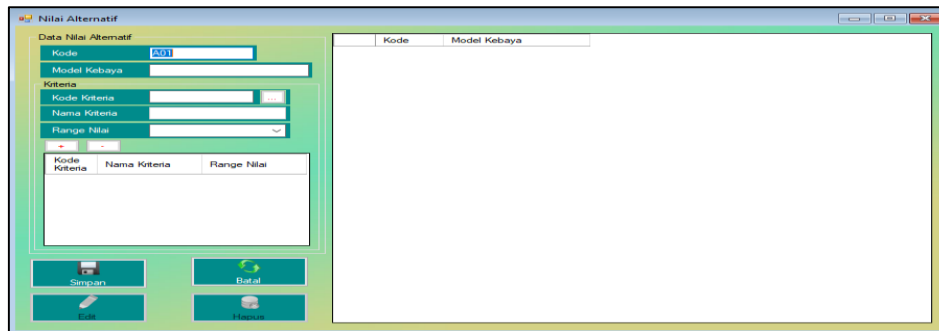 Nilai Alternatif
Data Nilai Alternatif
Kode A01
Model Kebaya
Kriteria
Kode Kriteria ...
Nama Kriteria
Range Nilai
+ -
Kode Kriteria Nama Kriteria Range Nilai
Simpan Batal
Edit Hapus
Kode Model Kebaya